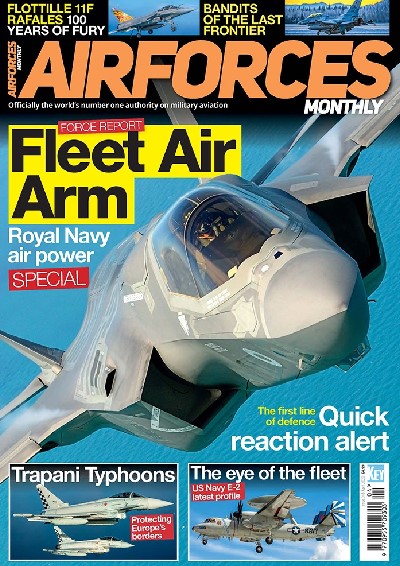 FLOTTILLE 11F
RAFALES 100
YEARS OF FURY
BANDITS
OF THE LAST
FRONTIER
AIRFORCES
MONTHLY
AIRFORCES
MONTHLY
Officially the world's number one authority on military aviation
FORCE REPORT
Fleet Air
Arm
Royal Navy
air power
SPECIAL
The first line
of defence
Quick
reaction alert
Trapani Typhoons
Protecting
Europe's
borders
The eye of the fleet
US Navy E-2
latest profile
KEY